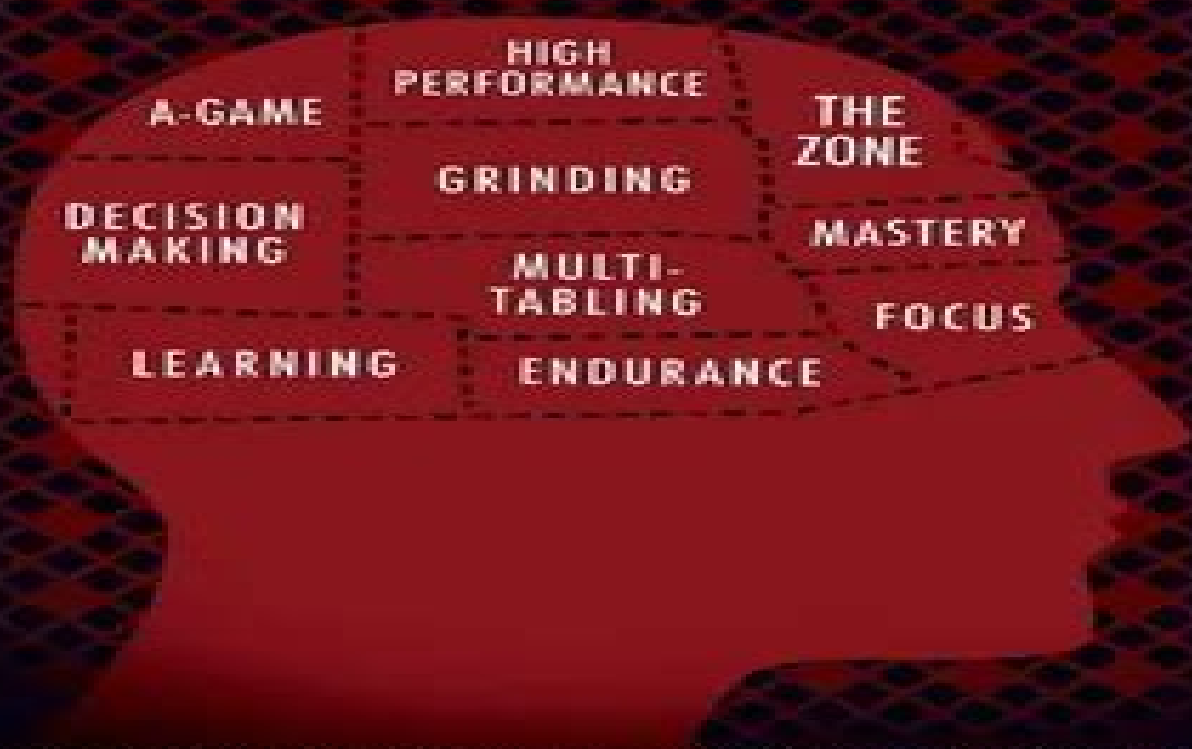 HIGH
PERFORMANCE
A-GAME
THE
ZONE
GRINDING
DECISION
MAKING
MASTERY
MULTI-
TABLING
FOCUS
LEARNING
ENDURANCE